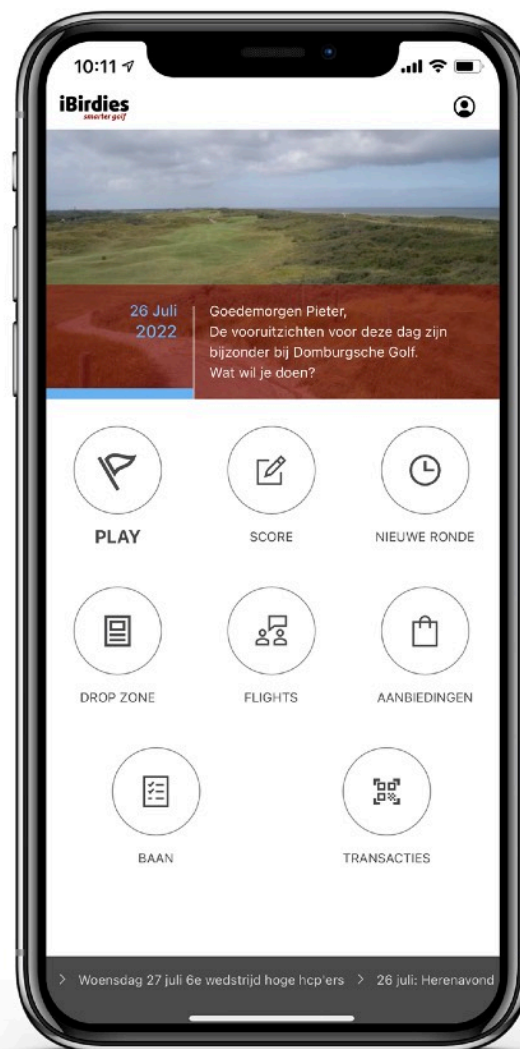 10:11
iBirdies
smarter golf
26 Juli
2022
Goedemorgen Pieter,
De vooruitzichten voor deze dag zijn
bijzonder bij Domburgsche Golf.
Wat wil je doen?
PLAY
SCORE
NIEUWE RONDE
DROP ZONE
FLIGHTS
AANBIEDINGEN
BAAN
TRANSACTIES
> Woensdag 27 juli 6e wedstrijd hoge hcp'ers > 26 juli: Herenavond